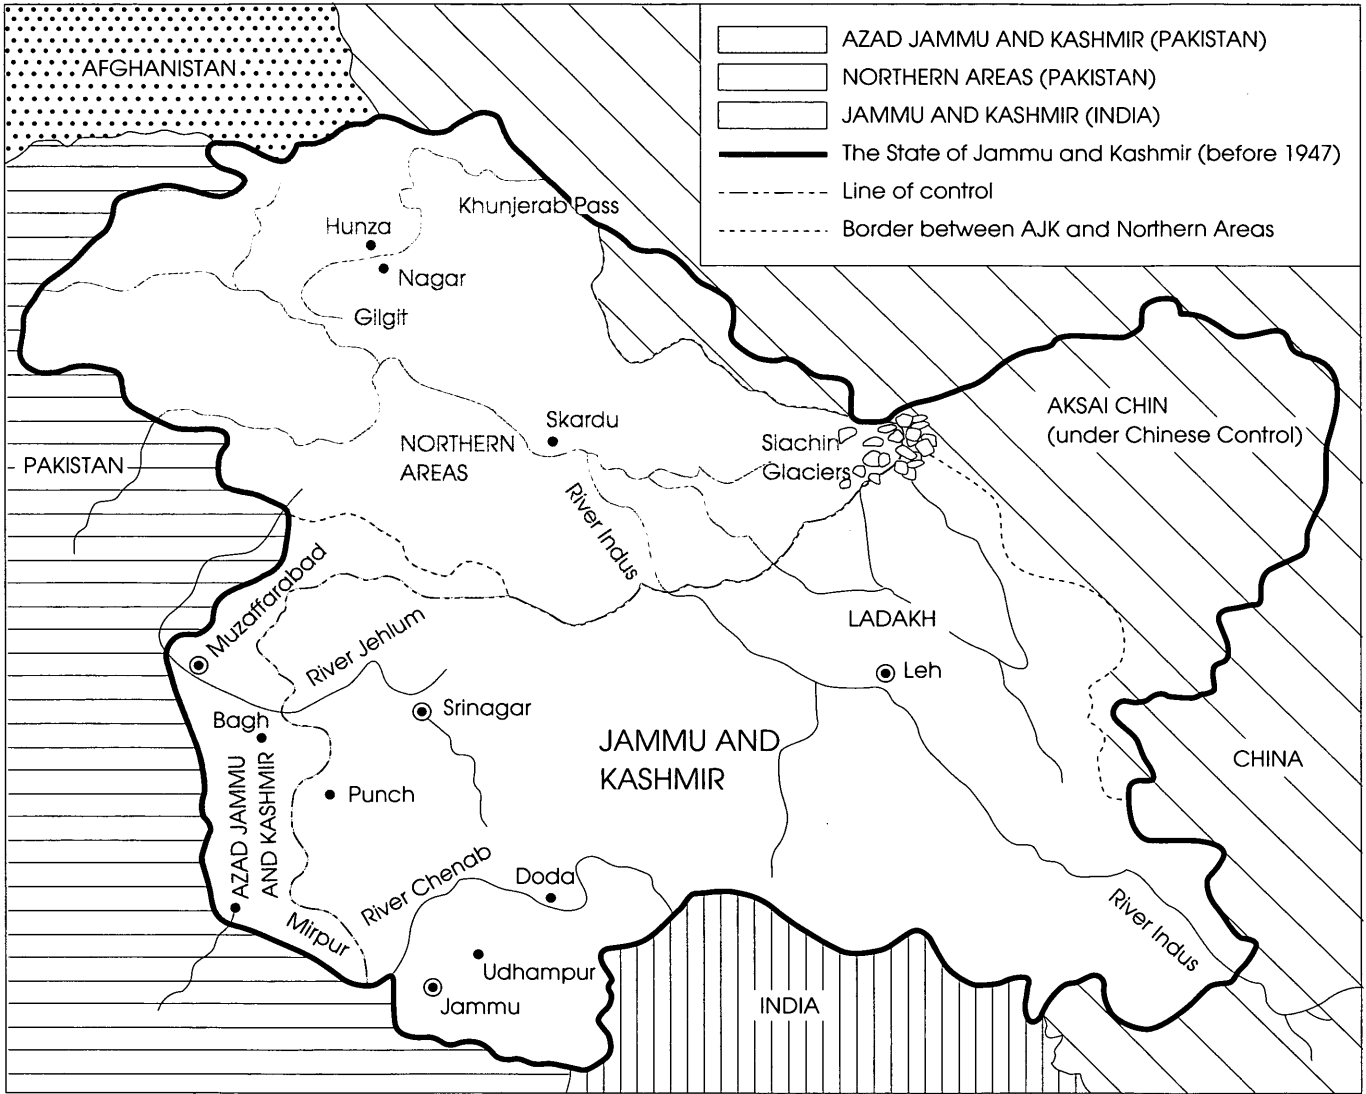 AFGHANISTAN
AZAD JAMMU AND KASHMIR (PAKISTAN)
NORTHERN AREAS (PAKISTAN)
JAMMU AND KASHMIR (INDIA)
The State of Jammu and Kashmir (before 1947)
Line of control
Border between AJK and Northern Areas
Khunjerab Pass
Hunza
Nagar
Gilgit
Skardu
NORTHERN
AREAS
Siachin
Glaciers
AKSAI CHIN
(under Chinese Control)
PAKISTAN
River Indus
Muzaffarabad
River Jehlum
LADAKH
Leh
Srinagar
Bagh
JAMMU AND
KASHMIR
CHINA
Punch
AZAD JAMMU
AND KASHMIR
River Chenab
Doda
Mirpur
River Indus
Udhampur
Jammu
INDIA